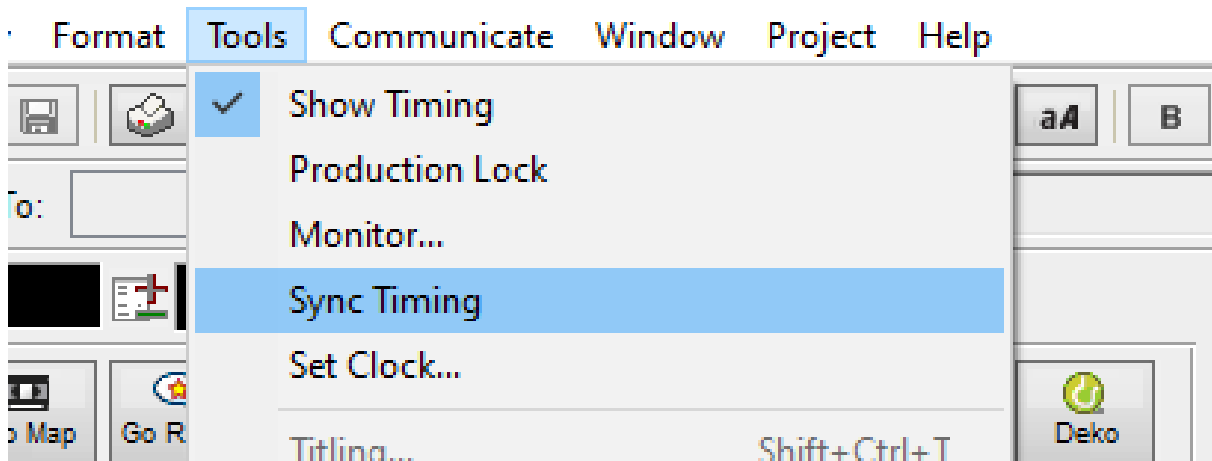 Format Tools Communicate Window Project Help
Show Timing
aA B
Production Lock
To:
Monitor...
Sync Timing
Set Clock...
Map Go R Deko
Titling... Shift+Ctrl+T